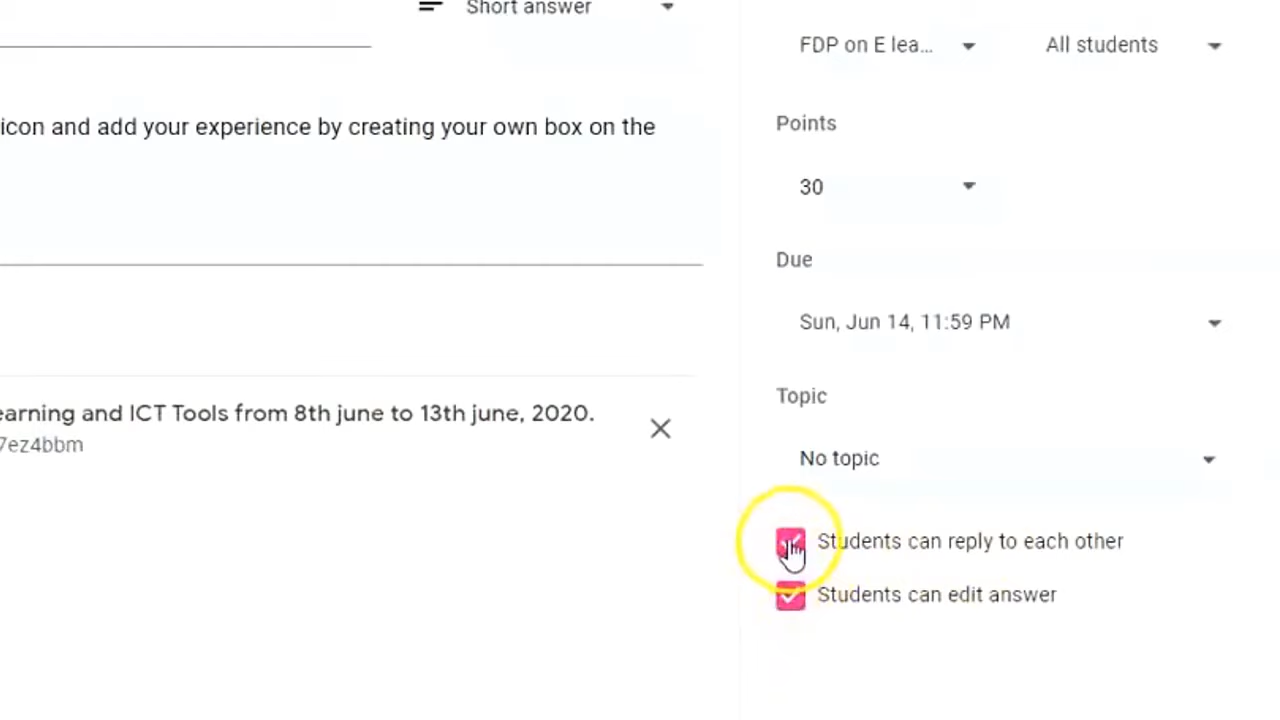 Short answer
FDP on E lea... All students
icon and add your experience by creating your own box on the
Points
30
Due
Sun, Jun 14, 11:59 PM
Topic
earning and ICT Tools from 8th june to 13th june, 2020.
7ez4bbm
No topic
Students can reply to each other
Students can edit answer